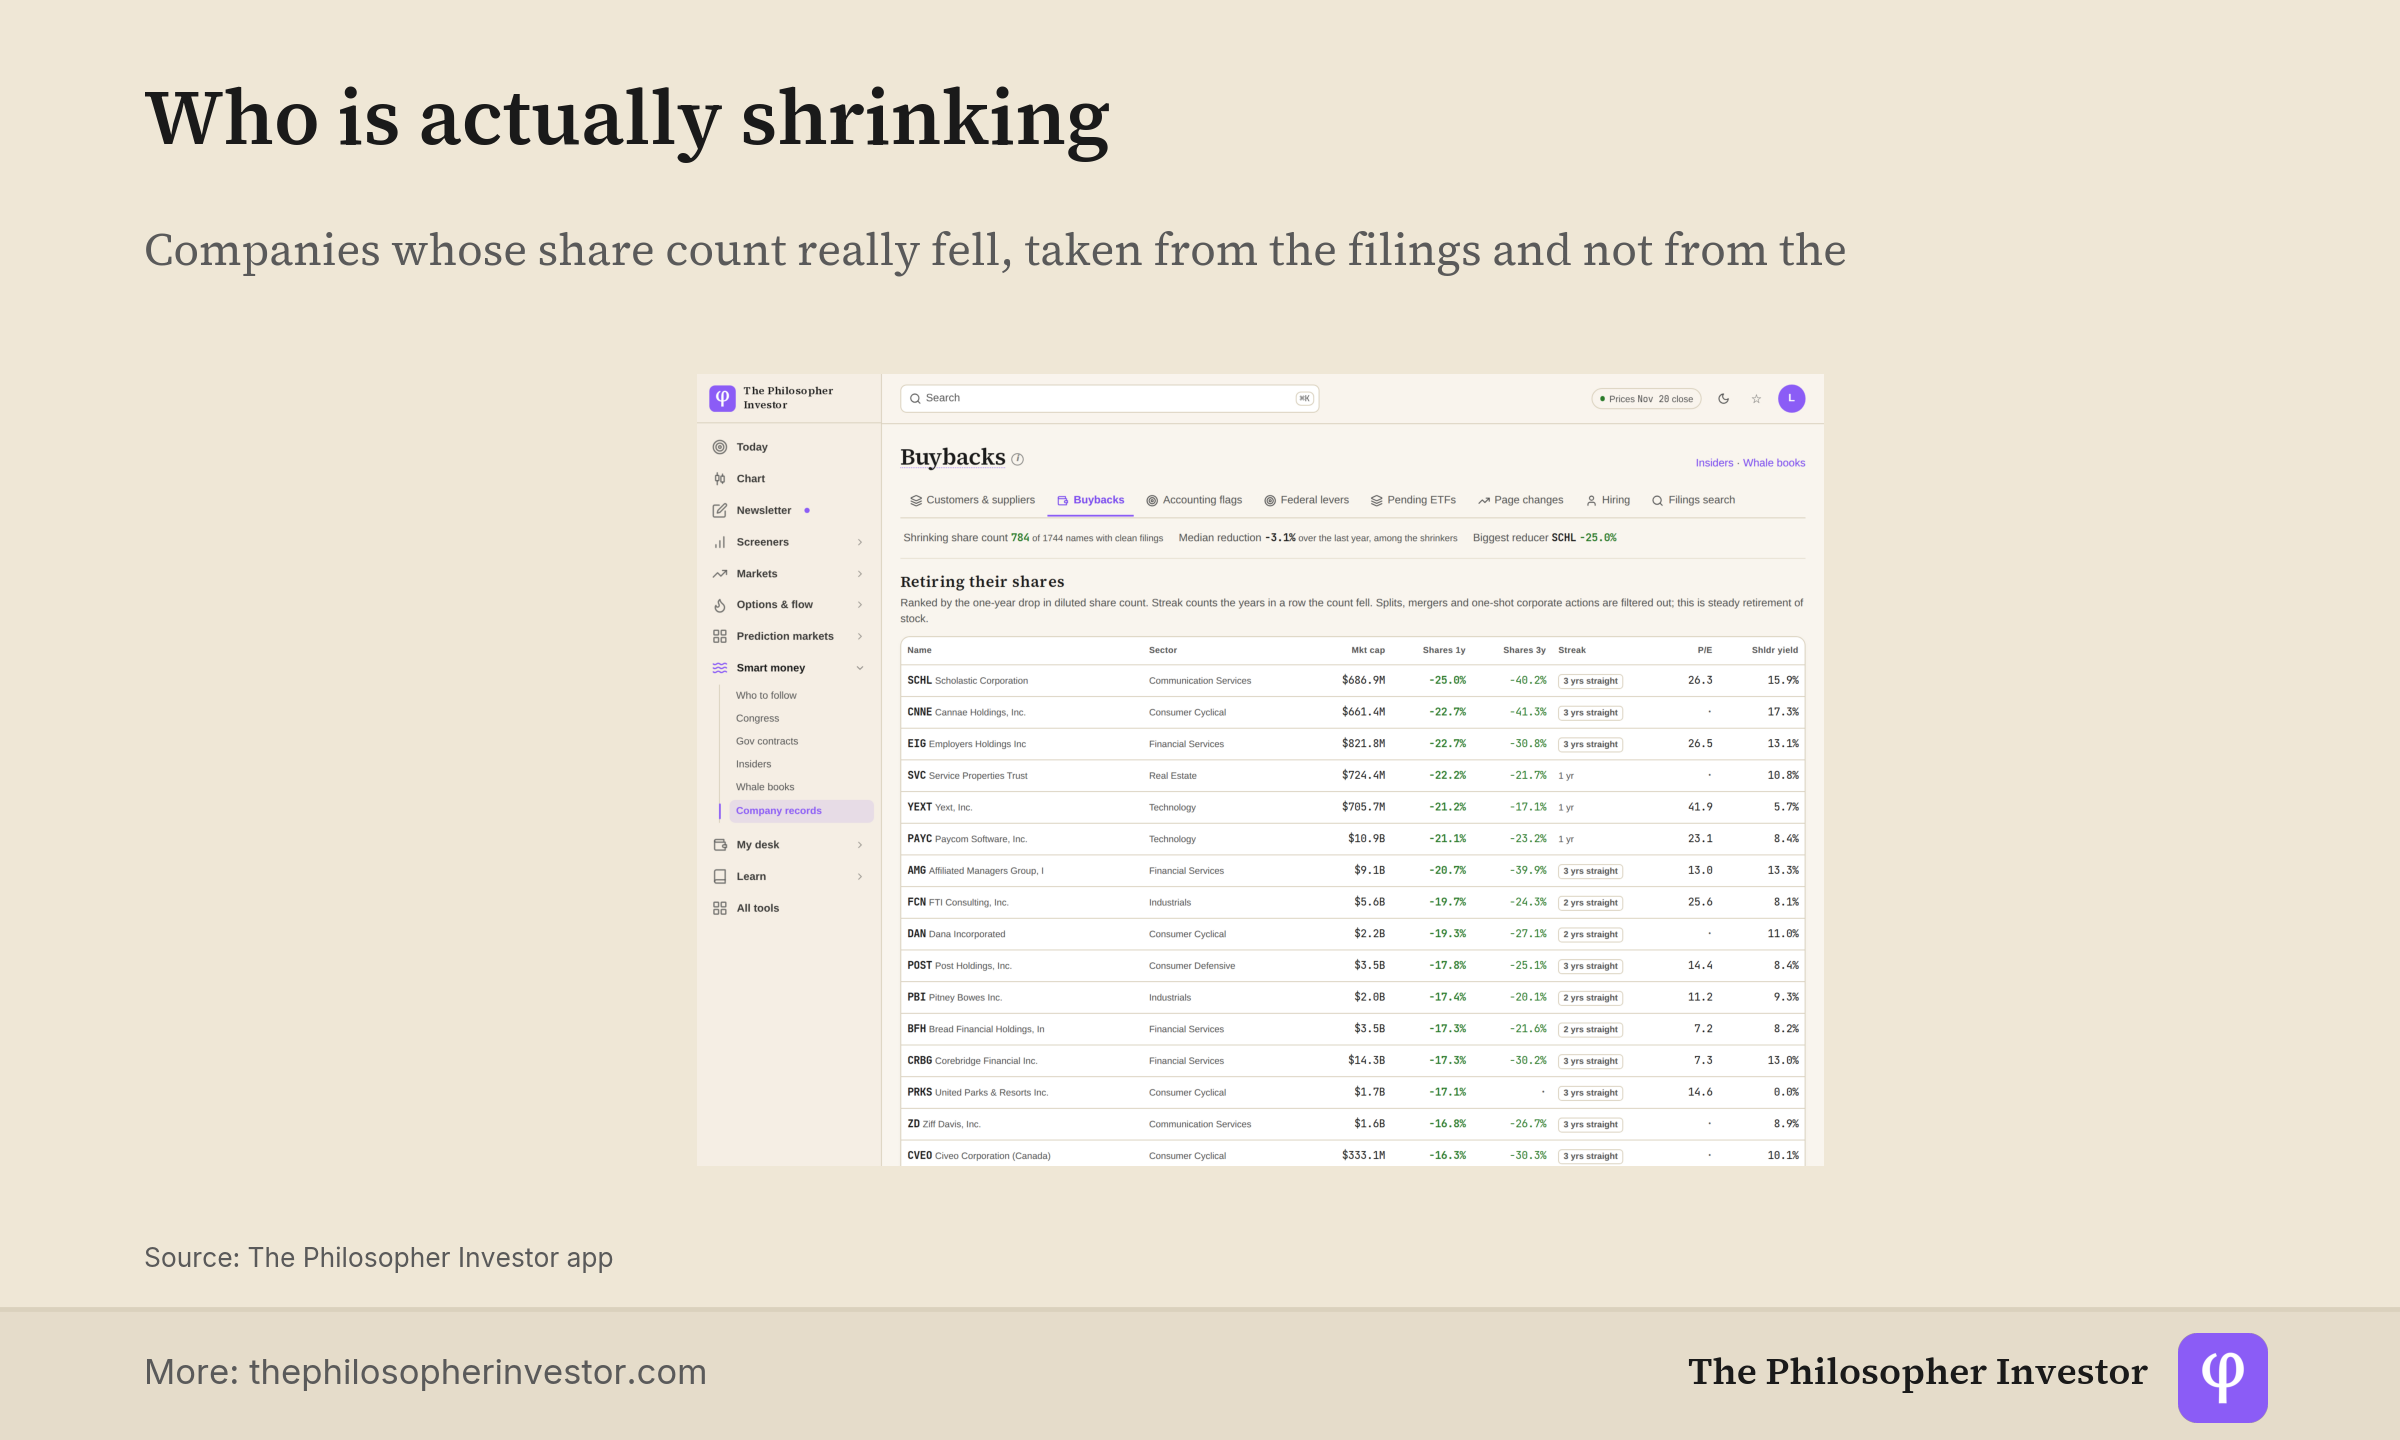 Who is actually shrinking
Companies whose share count really fell, taken from the filings and not from the
φ The Philosopher
Investor
Search ⌘K
Prices Nov 20 close
☆
L
Today
Chart
Newsletter
Screeners
Markets
Options & flow
Prediction markets
Smart money
Who to follow
Congress
Gov contracts
Insiders
Whale books
Company records
My desk
Learn
All tools
Buybacks i
Insiders · Whale books
Customers & suppliers Buybacks Accounting flags Federal levers Pending ETFs Page changes Hiring Filings search
Shrinking share count 784 of 1744 names with clean filings Median reduction -3.1% over the last year, among the shrinkers Biggest reducer SCHL -25.0%
Retiring their shares
Ranked by the one-year drop in diluted share count. Streak counts the years in a row the count fell. Splits, mergers and one-shot corporate actions are filtered out; this is steady retirement of
stock.
Name Sector Mkt cap Shares 1y Shares 3y Streak P/E Shldr yield
SCHL Scholastic Corporation Communication Services $686.9M -25.0% -40.2% 3 yrs straight 26.3 15.9%
CNNE Cannae Holdings, Inc. Consumer Cyclical $661.4M -22.7% -41.3% 3 yrs straight · 17.3%
EIG Employers Holdings Inc Financial Services $821.8M -22.7% -30.8% 3 yrs straight 26.5 13.1%
SVC Service Properties Trust Real Estate $724.4M -22.2% -21.7% 1 yr · 10.8%
YEXT Yext, Inc. Technology $705.7M -21.2% -17.1% 1 yr 41.9 5.7%
PAYC Paycom Software, Inc. Technology $10.9B -21.1% -23.2% 1 yr 23.1 8.4%
AMG Affiliated Managers Group, I Financial Services $9.1B -20.7% -39.9% 3 yrs straight 13.0 13.3%
FCN FTI Consulting, Inc. Industrials $5.6B -19.7% -24.3% 2 yrs straight 25.6 8.1%
DAN Dana Incorporated Consumer Cyclical $2.2B -19.3% -27.1% 2 yrs straight · 11.0%
POST Post Holdings, Inc. Consumer Defensive $3.5B -17.8% -25.1% 3 yrs straight 14.4 8.4%
PBI Pitney Bowes Inc. Industrials $2.0B -17.4% -20.1% 2 yrs straight 11.2 9.3%
BFH Bread Financial Holdings, In Financial Services $3.5B -17.3% -21.6% 2 yrs straight 7.2 8.2%
CRBG Corebridge Financial Inc. Financial Services $14.3B -17.3% -30.2% 3 yrs straight 7.3 13.0%
PRKS United Parks & Resorts Inc. Consumer Cyclical $1.7B -17.1% · 3 yrs straight 14.6 0.0%
ZD Ziff Davis, Inc. Communication Services $1.6B -16.8% -26.7% 3 yrs straight · 8.9%
CVEO Civeo Corporation (Canada) Consumer Cyclical $333.1M -16.3% -30.3% 3 yrs straight · 10.1%
Source: The Philosopher Investor app
More: thephilosopherinvestor.com
The Philosopher Investor φ